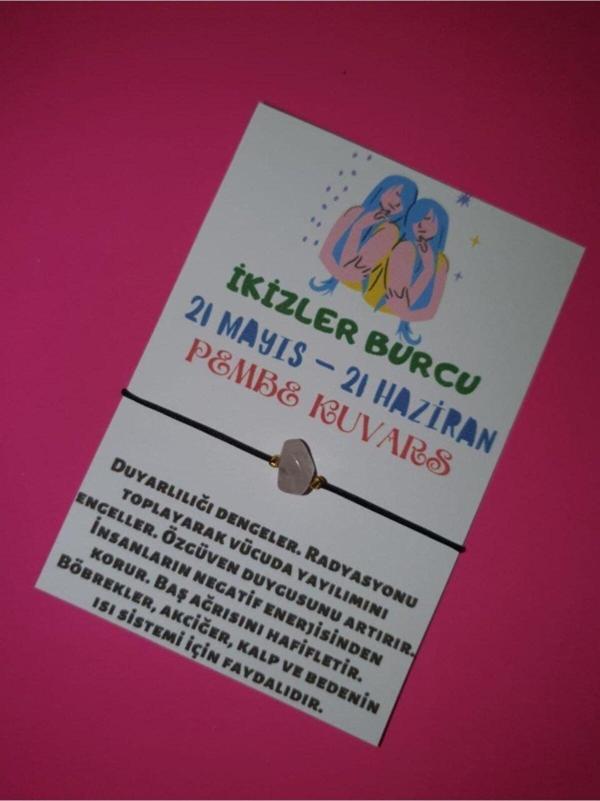 İKİZLER BURCU
21 MAYIS - 21 HAZİRAN
PEMBE KUVARS
DUYARLILIĞI DENGELER. RADYASYONU
TOPLAYARAK VÜCUDA YAYILIMINI
ENGELLER. ÖZGÜVEN DUYGUSUNU ARTIRIR.
İNSANLARIN NEGATİF ENERJİSİNDEN
KORUR. BAŞ AĞRISINI HAFİFLETİR.
BÖBREKLER, AKCİĞER, KALP VE BEDENİN
ISI SİSTEMİ İÇİN FAYDALIDIR.